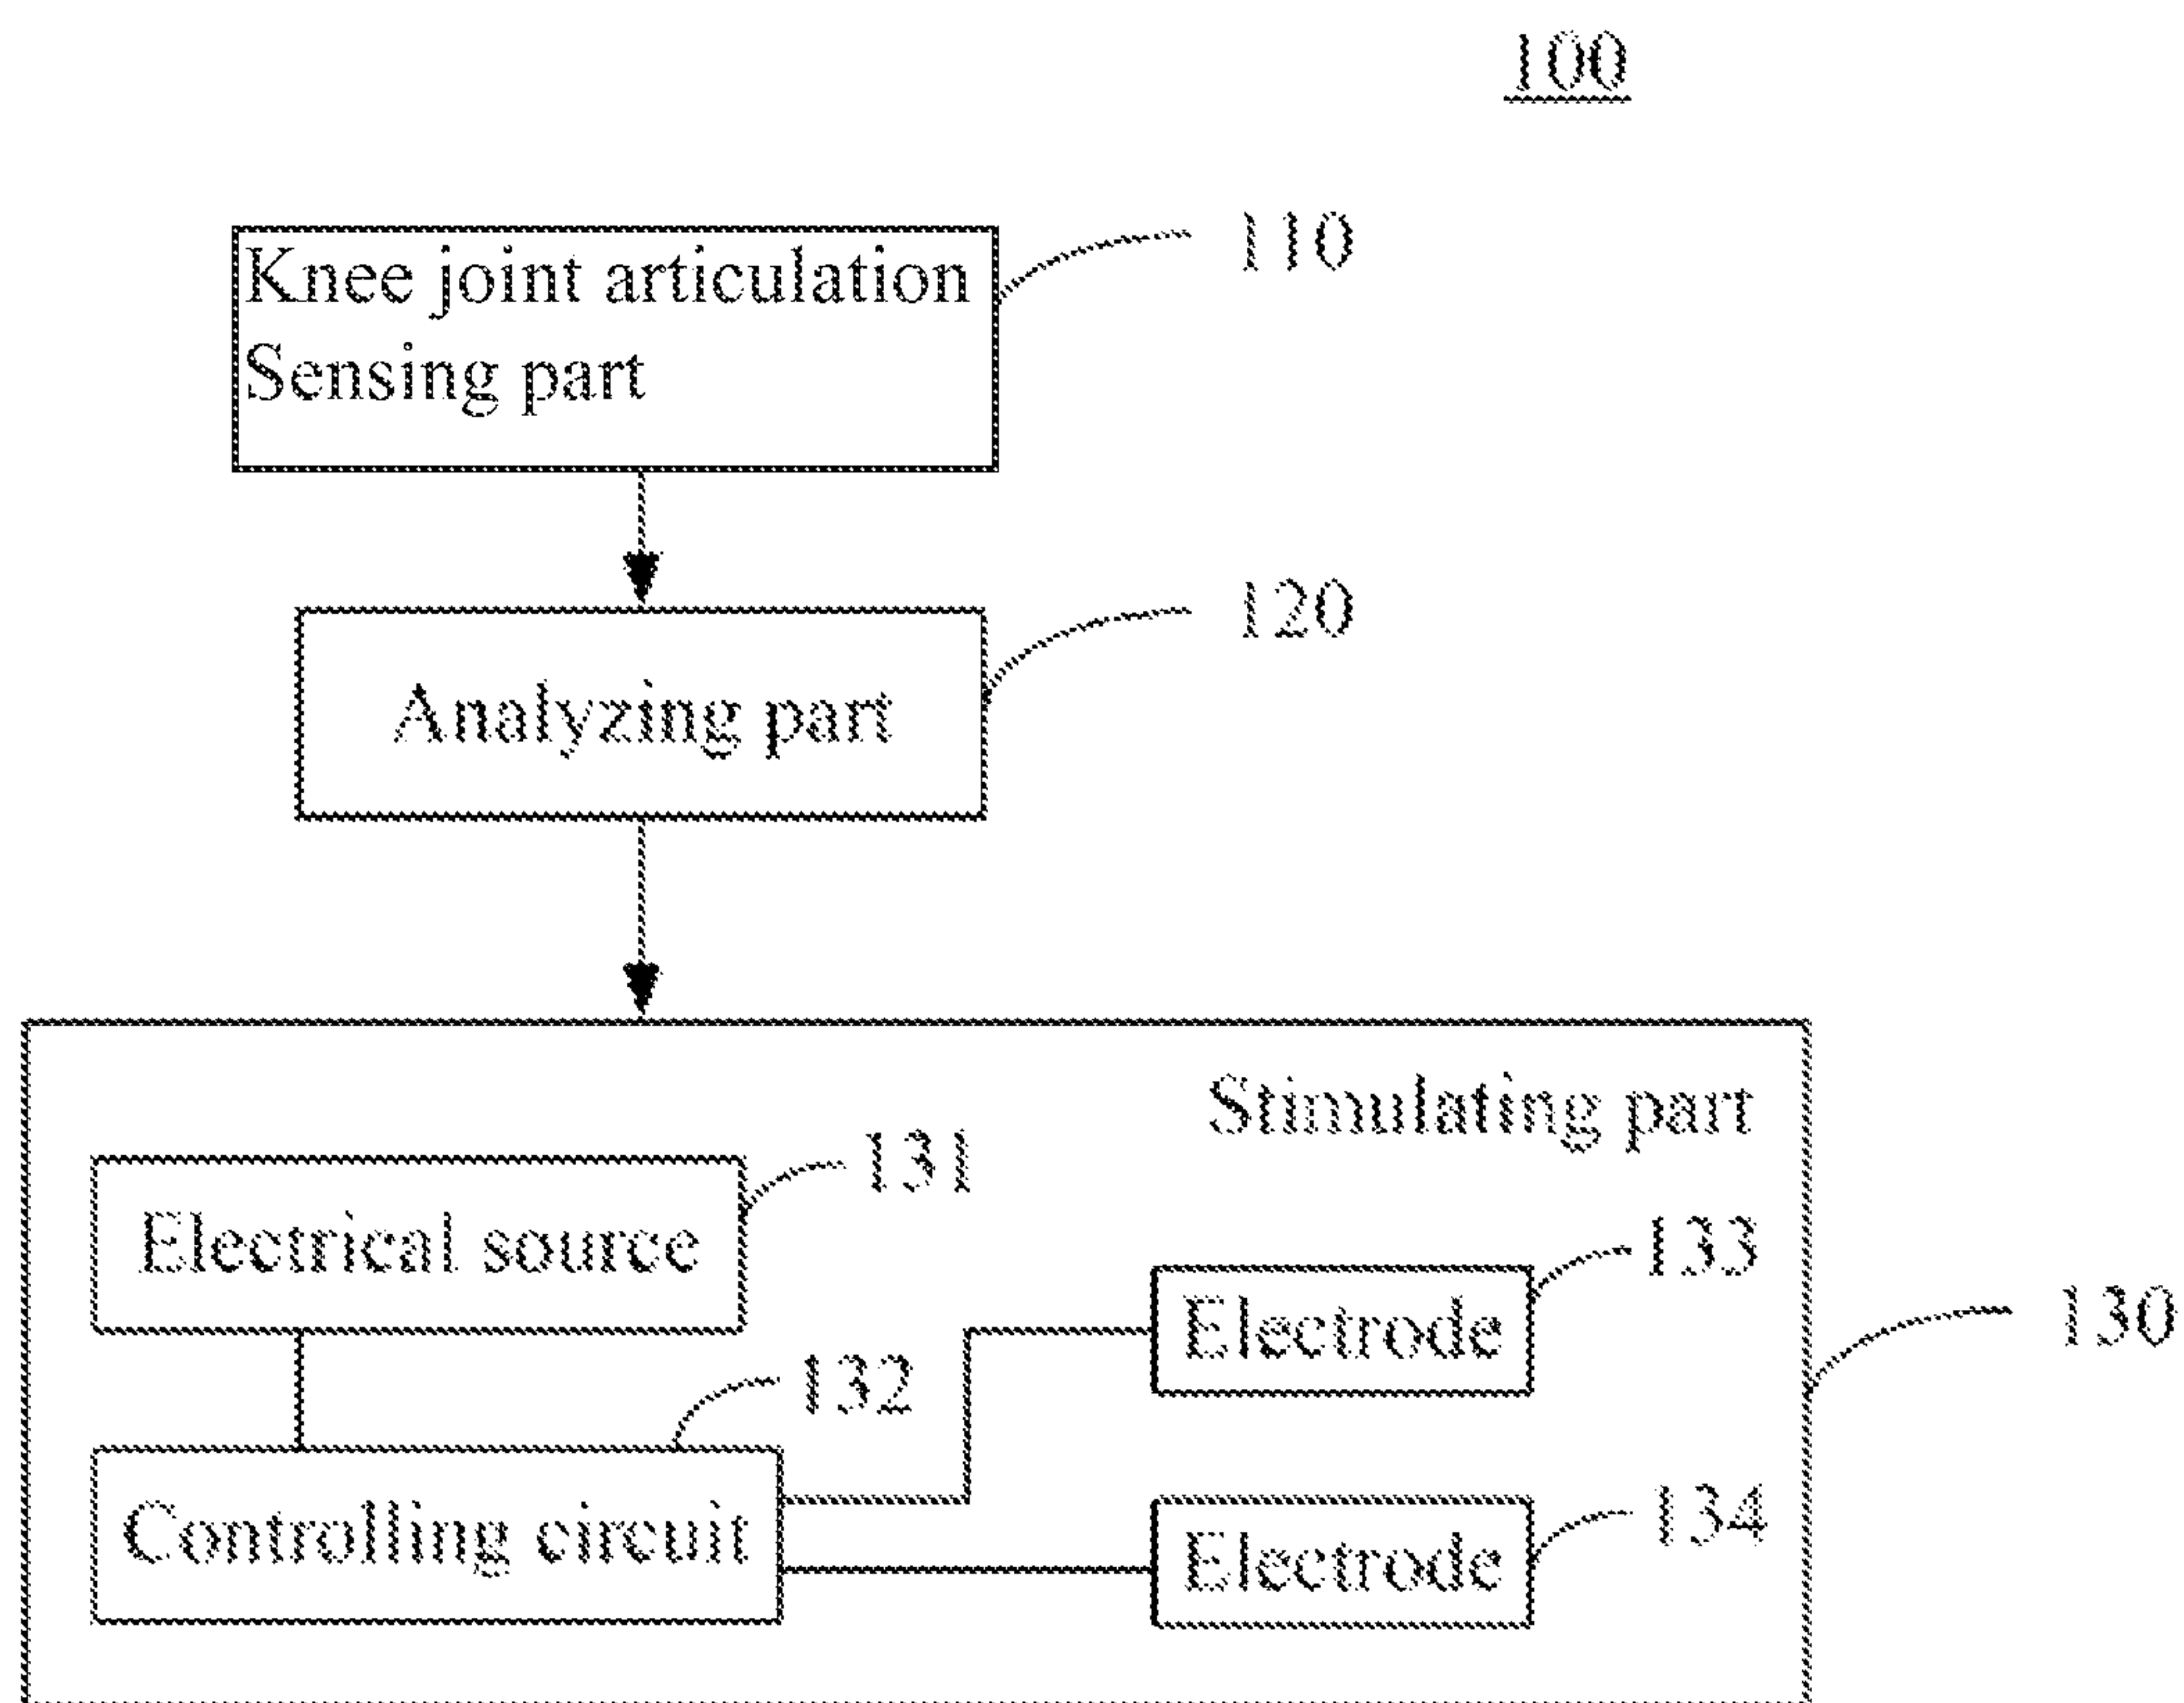 100
Knee joint articulation
Sensing part
110
Analyzing part
120
Stimulating part
Electrical source
131
Electrode
133
130
Controlling circuit
132
Electrode
134